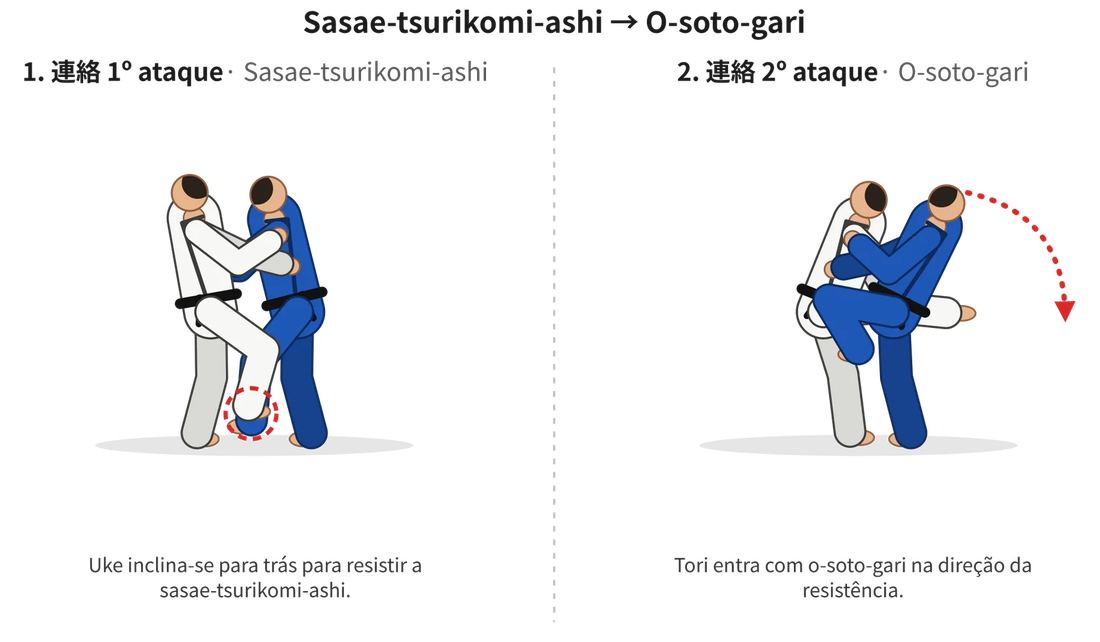 Sasae-tsurikomi-ashi → O-soto-gari
1. 連絡 1º ataque · Sasae-tsurikomi-ashi
2. 連絡 2º ataque · O-soto-gari
Uke inclina-se para trás para resistir a
sasae-tsurikomi-ashi.
Tori entra com o-soto-gari na direção da
resistência.